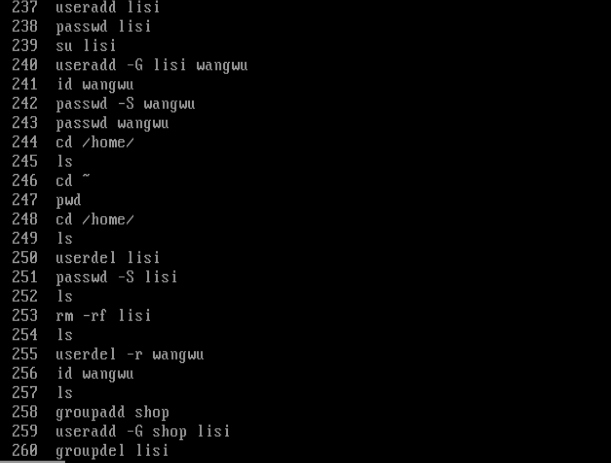 237 useradd lisi
238 passwd lisi
239 su lisi
240 useradd -G lisi wangwu
241 id wangwu
242 passwd -S wangwu
243 passwd wangwu
244 cd /home/
245 ls
246 cd ~
247 pwd
248 cd /home/
249 ls
250 userdel lisi
251 passwd -S lisi
252 ls
253 rm -rf lisi
254 ls
255 userdel -r wangwu
256 id wangwu
257 ls
258 groupadd shop
259 useradd -G shop lisi
260 groupdel lisi